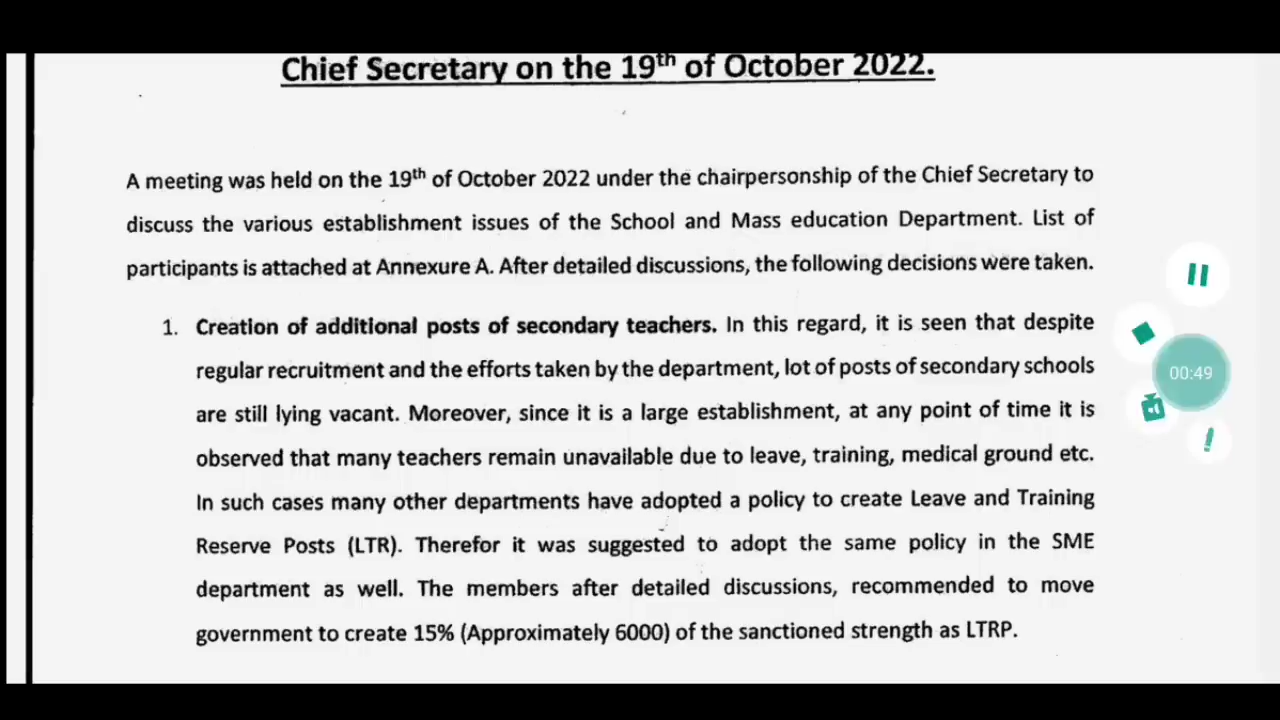 Chief Secretary on the 19th of October 2022.
A meeting was held on the 19th of October 2022 under the chairpersonship of the Chief Secretary to
discuss the various establishment issues of the School and Mass education Department. List of
participants is attached at Annexure A. After detailed discussions, the following decisions were taken.
1. Creation of additional posts of secondary teachers. In this regard, it is seen that despite
regular recruitment and the efforts taken by the department, lot of posts of secondary schools
are still lying vacant. Moreover, since it is a large establishment, at any point of time it is
observed that many teachers remain unavailable due to leave, training, medical ground etc.
In such cases many other departments have adopted a policy to create Leave and Training
Reserve Posts (LTR). Therefor it was suggested to adopt the same policy in the SME
department as well. The members after detailed discussions, recommended to move
government to create 15% (Approximately 6000) of the sanctioned strength as LTRP.
00:49